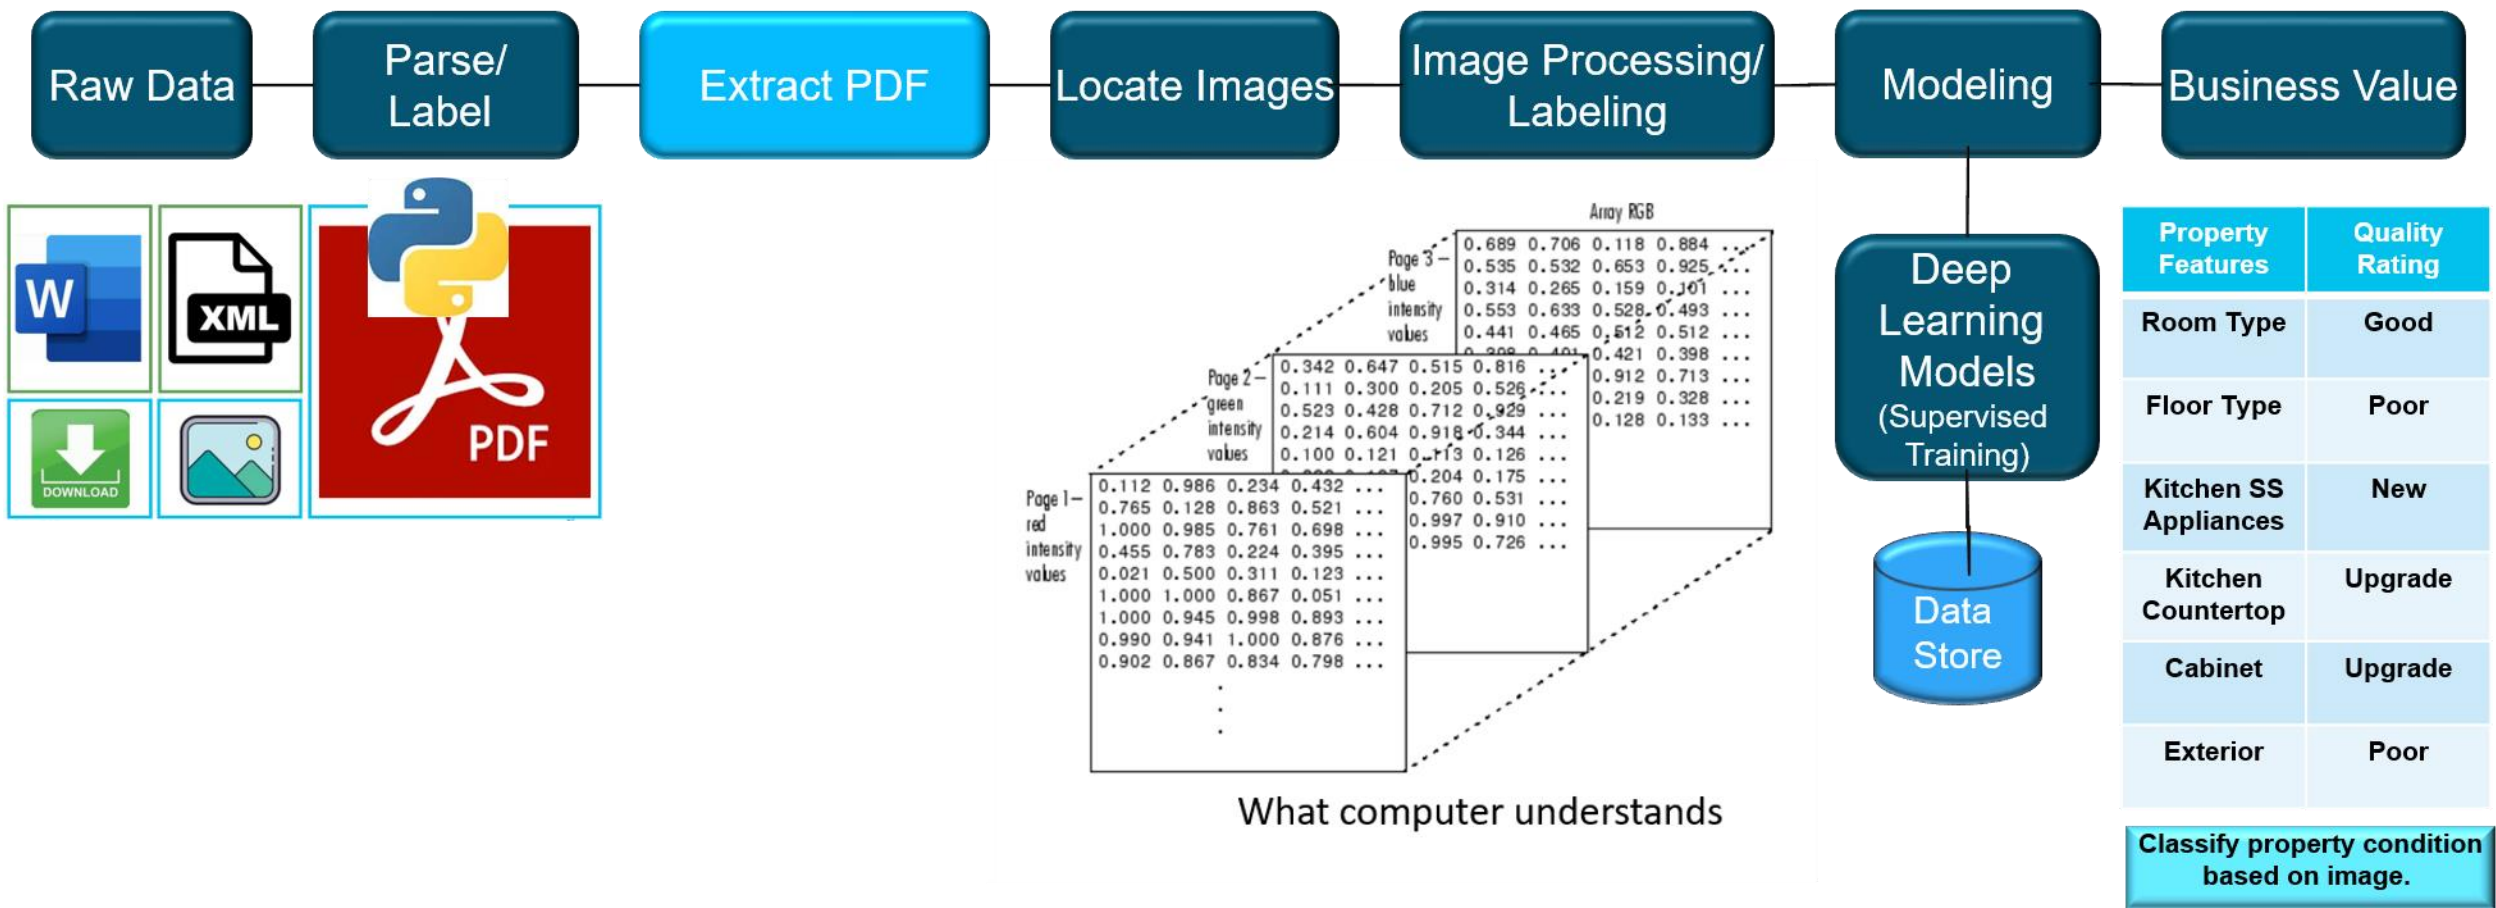 Raw Data
Parse/
Label
Extract PDF
Locate Images
Image Processing/
Labeling
Modeling
Business Value
W
XML
DOWNLOAD
PDF
Array RGB
Page 3
blue
intensity
values
0.689 0.706 0.118 0.884 ...
0.535 0.532 0.653 0.925 ...
0.314 0.265 0.159 0.101 ...
0.553 0.633 0.528 0.493 ...
0.441 0.465 0.512 0.512 ...
0.398 0.401 0.421 0.398 ...
0.912 0.713 ...
0.219 0.328 ...
0.128 0.133 ...
Page 2
green
intensity
values
0.342 0.647 0.515 0.816 ...
0.111 0.300 0.205 0.526 ...
0.523 0.428 0.712 0.929 ...
0.214 0.604 0.918 0.344 ...
0.100 0.121 0.113 0.126 ...
0.204 0.175 ...
0.760 0.531 ...
0.997 0.910 ...
0.995 0.726 ...
Page 1
red
intensity
values
0.112 0.986 0.234 0.432 ...
0.765 0.128 0.863 0.521 ...
1.000 0.985 0.761 0.698 ...
0.455 0.783 0.224 0.395 ...
0.021 0.500 0.311 0.123 ...
1.000 1.000 0.867 0.051 ...
1.000 0.945 0.998 0.893 ...
0.990 0.941 1.000 0.876 ...
0.902 0.867 0.834 0.798 ...
What computer understands
Deep
Learning
Models
(Supervised
Training)
Data
Store
Property Quality
Features Rating
Room Type Good
Floor Type Poor
Kitchen SS New
Appliances
Kitchen Upgrade
Countertop
Cabinet Upgrade
Exterior Poor
Classify property condition
based on image.